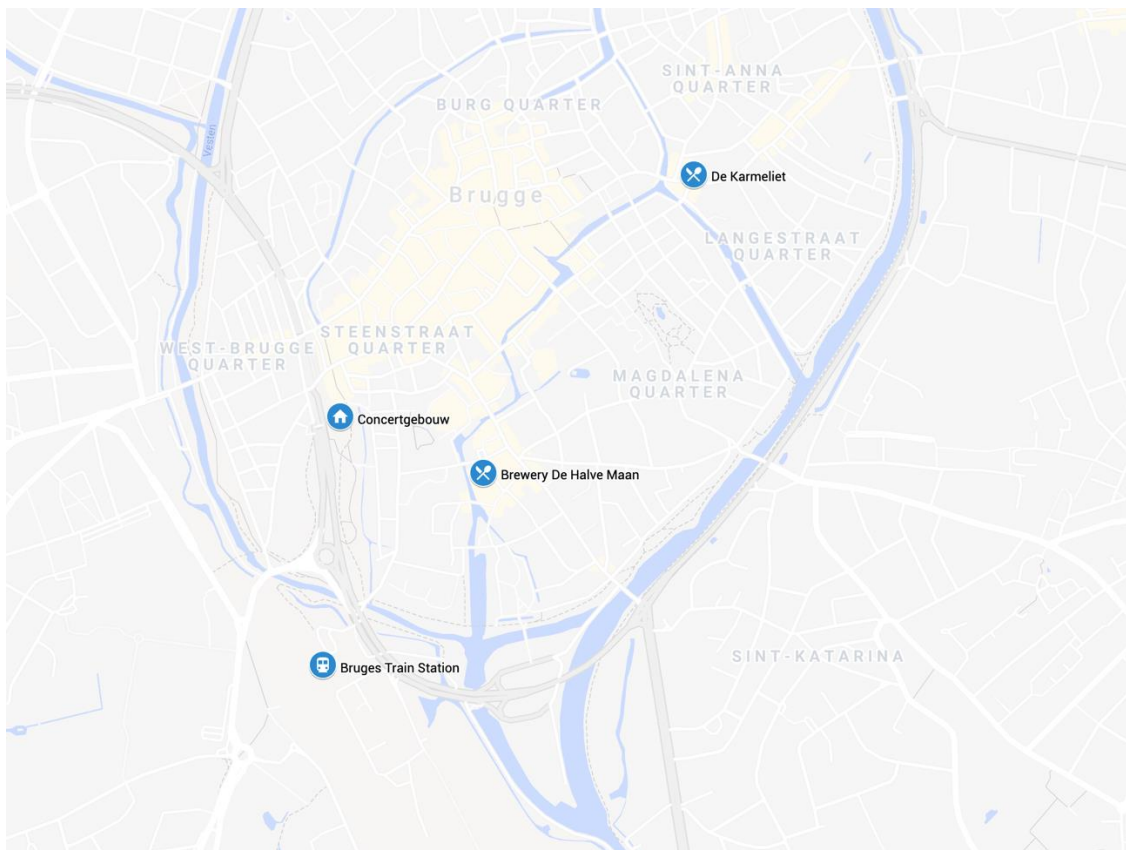 SINT-ANNA
QUARTER
BURG QUARTER
Vesten
De Karmeliet
Brugge
LANGESTRAAT
QUARTER
STEENSTRAAT
QUARTER
WEST-BRUGGE
QUARTER
MAGDALENA
QUARTER
Concertgebouw
Brewery De Halve Maan
SINT-KATARINA
Bruges Train Station